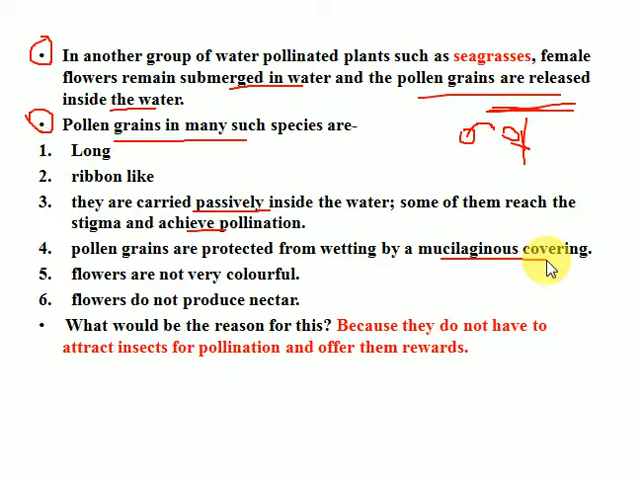 • In another group of water pollinated plants such as seagrasses, female
flowers remain submerged in water and the pollen grains are released
inside the water.
• Pollen grains in many such species are-
1. Long
2. ribbon like
3. they are carried passively inside the water; some of them reach the
stigma and achieve pollination.
4. pollen grains are protected from wetting by a mucilaginous covering.
5. flowers are not very colourful.
6. flowers do not produce nectar.
• What would be the reason for this? Because they do not have to
attract insects for pollination and offer them rewards.